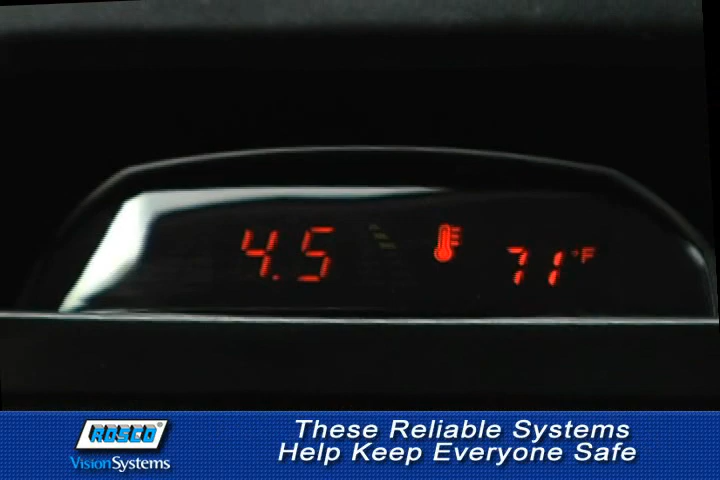 4.5
71°F
ROSCO
VisionSystems
These Reliable Systems
Help Keep Everyone Safe